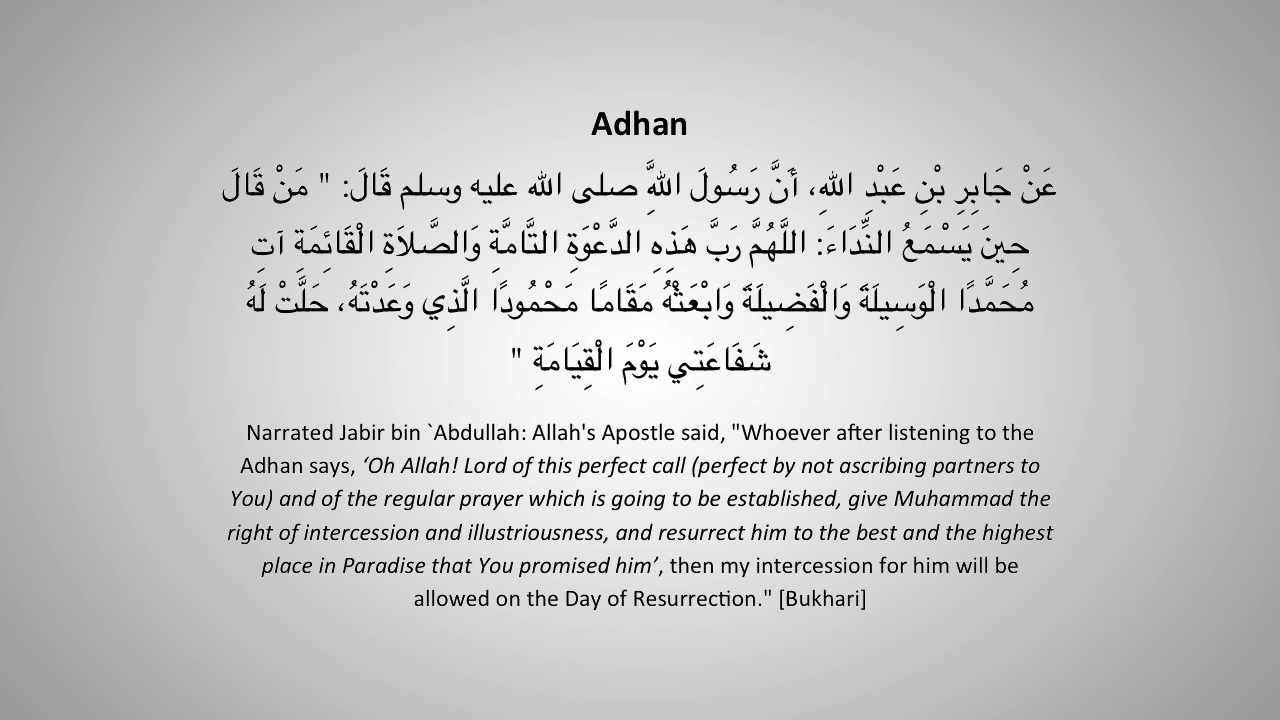 Adhan
عَنْ جَابِرِ بْنِ عَبْدِ اللهِ، أَنَّ رَسُولَ اللهَِّ صلى الله عليه وسلم قَالَ: " مَنْ قَالَ
حِينَ يَسْمَعُ النِّدَاءَ: اللَّهُمَّ رَبَّ هَذِهِ الدَّعْوَةِ التَّامَّةِ وَالصَّلاَةِ الْقَائِمَةِ آتِ
مُحَمَّدًا الْوَسِيلَةَ وَالْفَضِيلَةَ وَابْعَثْهُ مَقَامًا مَحْمُودًا الَّذِي وَعَدْتَهُ، حَلَّتْ لَهُ
شَفَاعَتِي يَوْمَ الْقِيَامَةِ "
Narrated Jabir bin `Abdullah: Allah's Apostle said, "Whoever after listening to the
Adhan says, ‘Oh Allah! Lord of this perfect call (perfect by not ascribing partners to
You) and of the regular prayer which is going to be established, give Muhammad the
right of intercession and illustriousness, and resurrect him to the best and the highest
place in Paradise that You promised him’, then my intercession for him will be
allowed on the Day of Resurrection." [Bukhari]